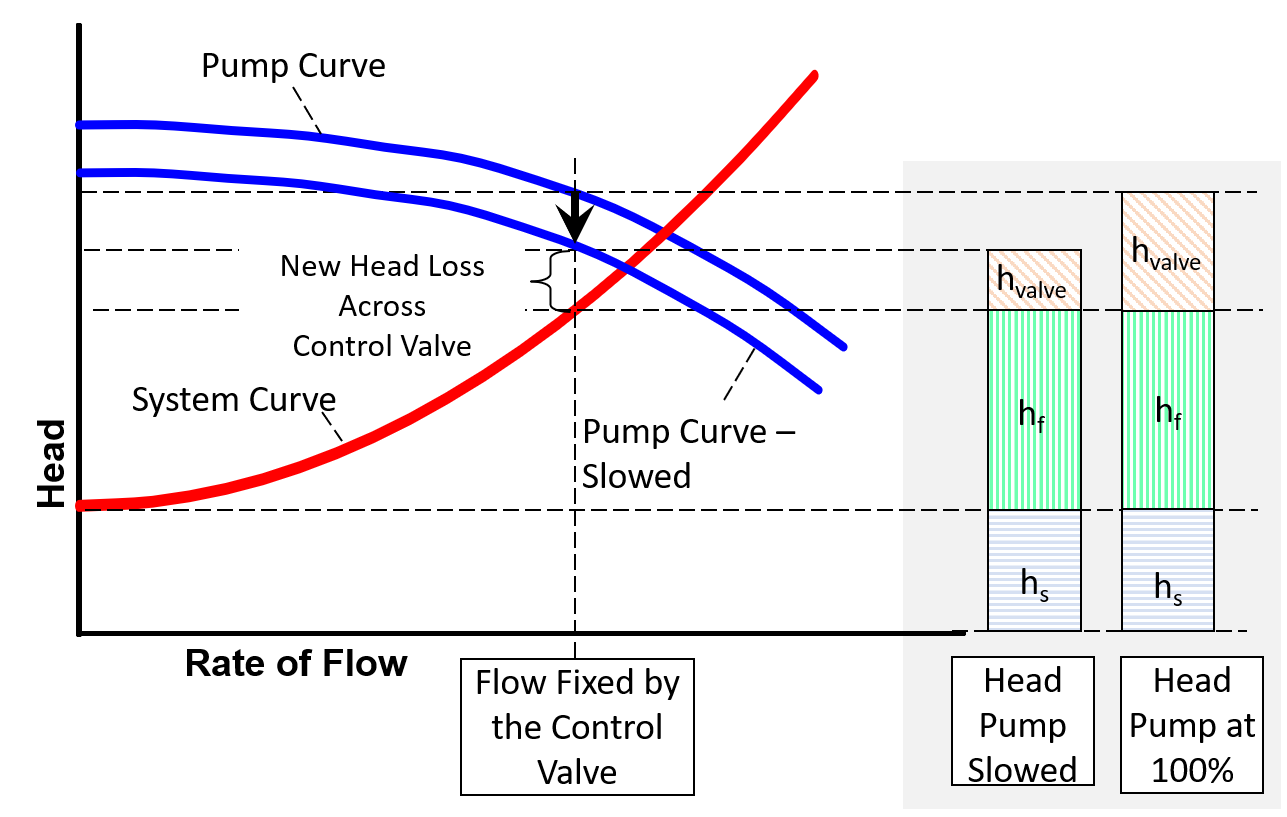 Pump Curve
New Head Loss
Across
Control Valve
System Curve
Pump Curve –
Slowed
Head
Rate of Flow
Flow Fixed by
the Control
Valve
hvalve
hf
hs
Head
Pump
Slowed
hvalve
hf
hs
Head
Pump at
100%